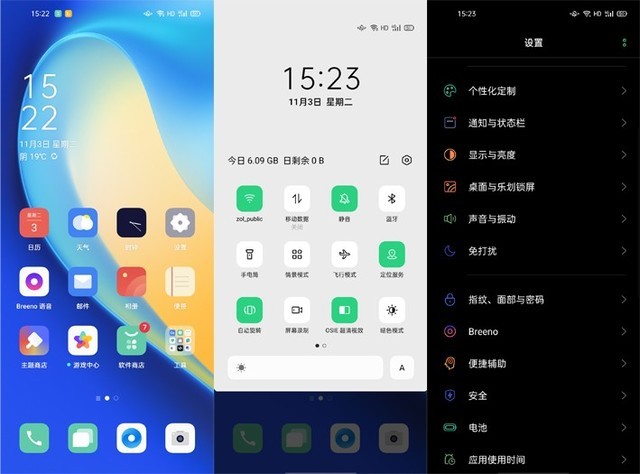 15:22
HD
15
22
11月3日 星期二
阴 19℃
星期二
3
日历
天气
时钟
设置
Breeno 语音
邮件
相册
便签
7
主题商店
游戏中心
软件商店
工具
HD
15:23
11月3日 星期二
今日 6.09 GB 日剩余 0 B
zol_public
移动数据
关闭
静音
蓝牙
手电筒
情景模式
飞行模式
定位服务
自动旋转
屏幕录制
OSIE 超清视效
褪色模式
A
15:23
HD
设置
个性化定制
通知与状态栏
显示与亮度
桌面与乐划锁屏
声音与振动
免打扰
指纹、面部与密码
Breeno
便捷辅助
安全
电池
应用使用时间